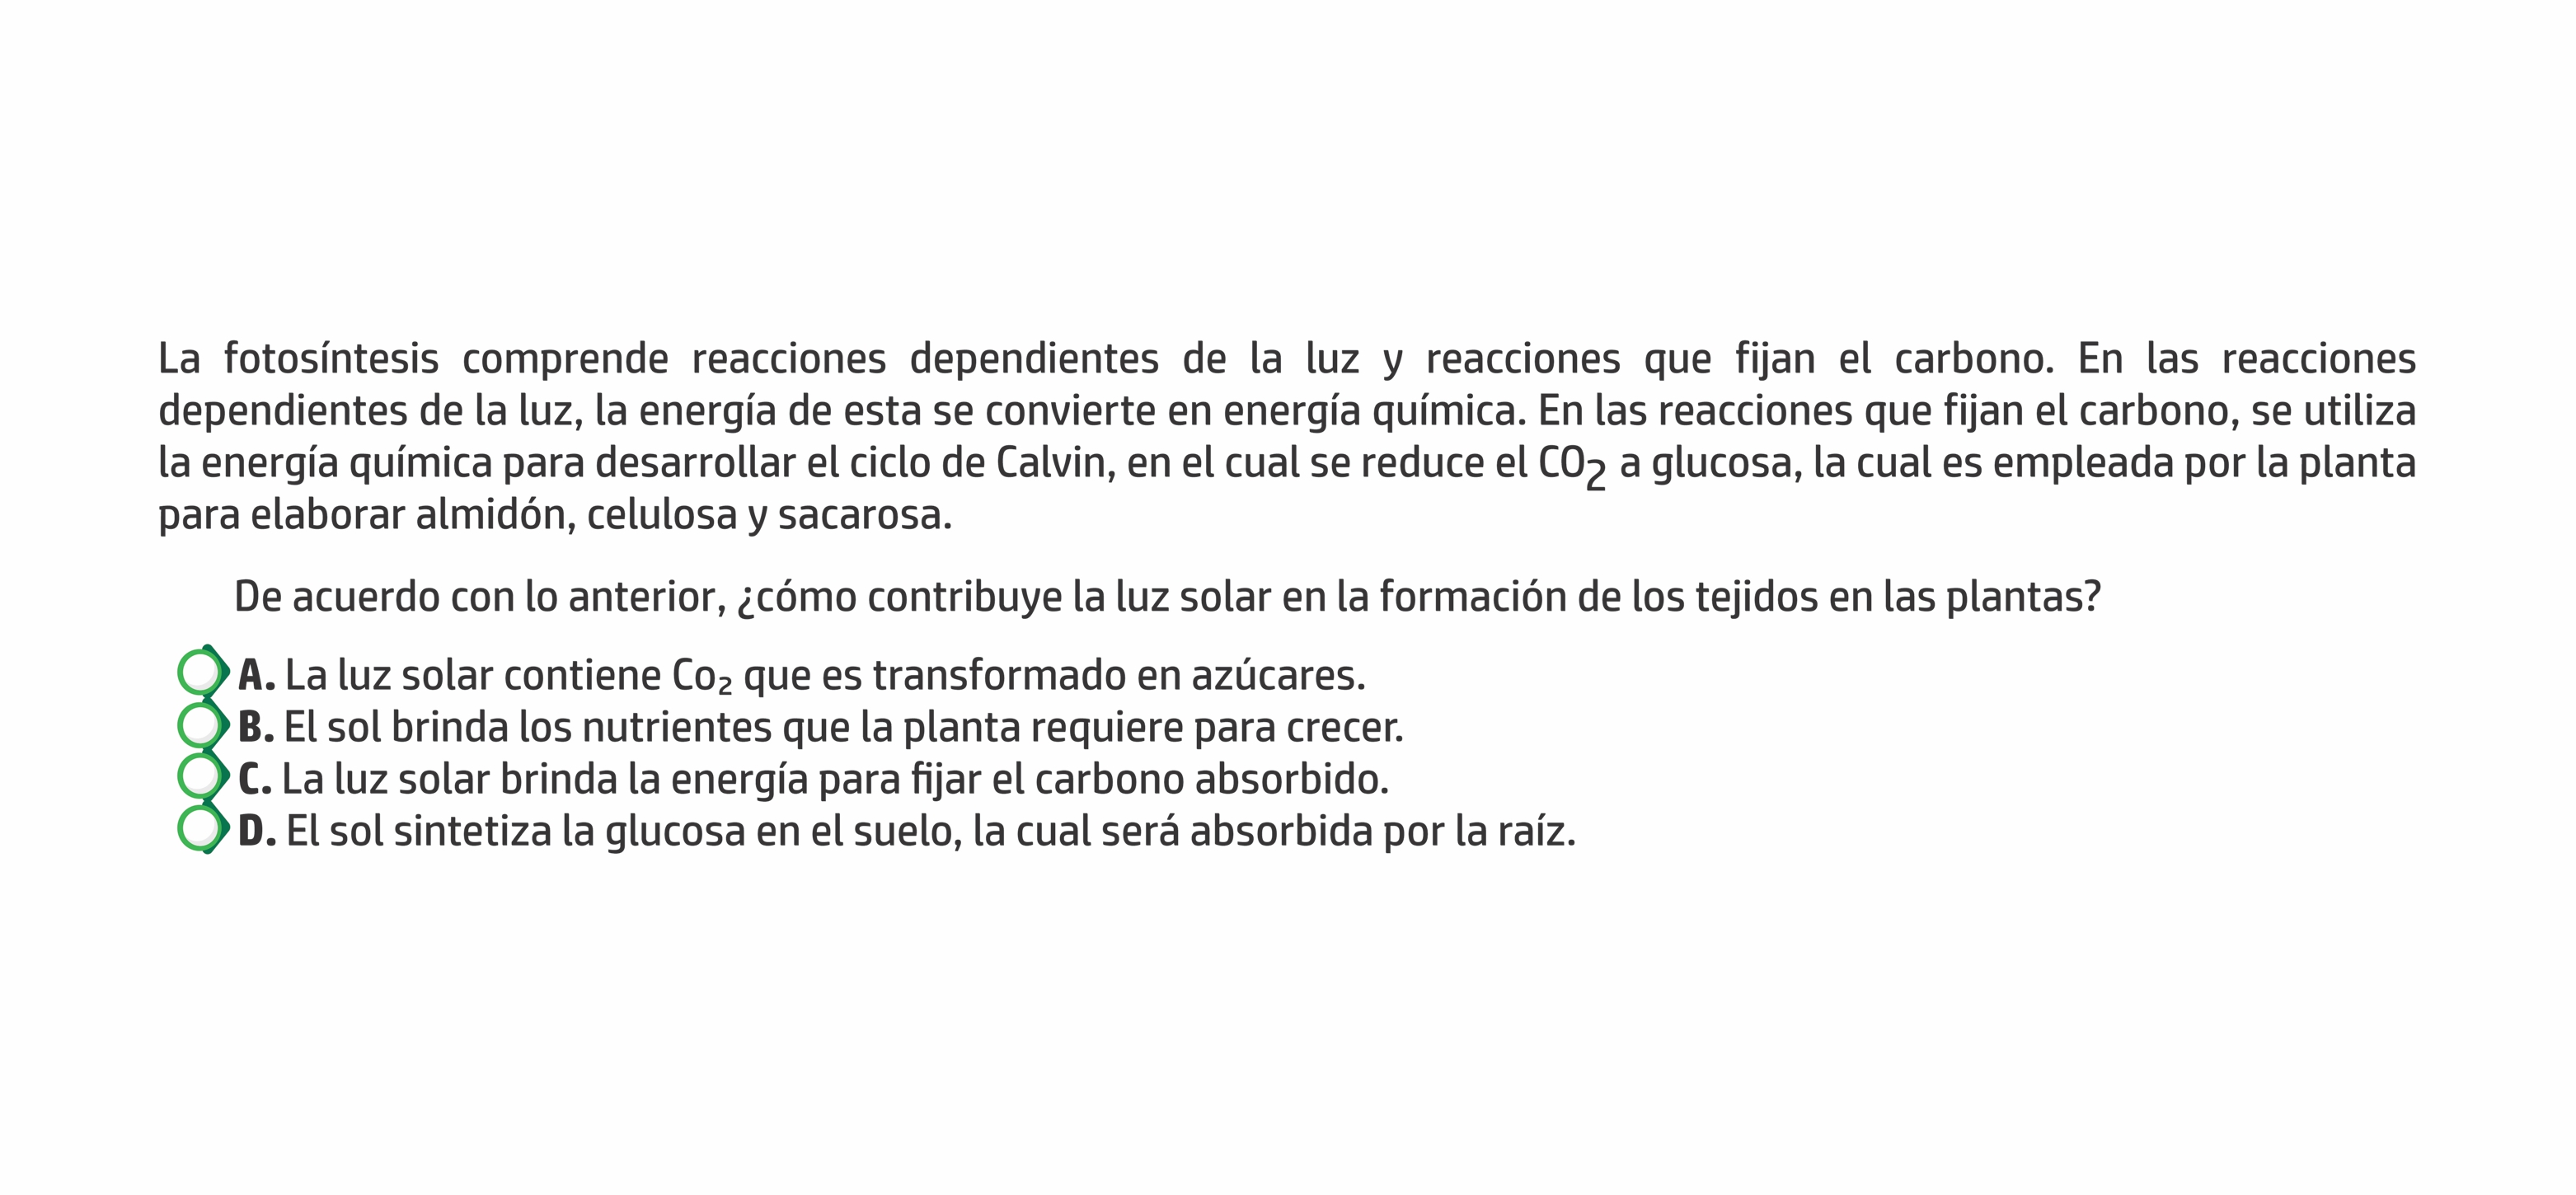 La fotosíntesis comprende reacciones dependientes de la luz y reacciones que fijan el carbono. En las reacciones
dependientes de la luz, la energía de esta se convierte en energía química. En las reacciones que fijan el carbono, se utiliza
la energía química para desarrollar el ciclo de Calvin, en el cual se reduce el CO₂ a glucosa, la cual es empleada por la planta
para elaborar almidón, celulosa y sacarosa.
De acuerdo con lo anterior, ¿cómo contribuye la luz solar en la formación de los tejidos en las plantas?
A. La luz solar contiene Co₂ que es transformado en azúcares.
B. El sol brinda los nutrientes que la planta requiere para crecer.
C. La luz solar brinda la energía para fijar el carbono absorbido.
D. El sol sintetiza la glucosa en el suelo, la cual será absorbida por la raíz.